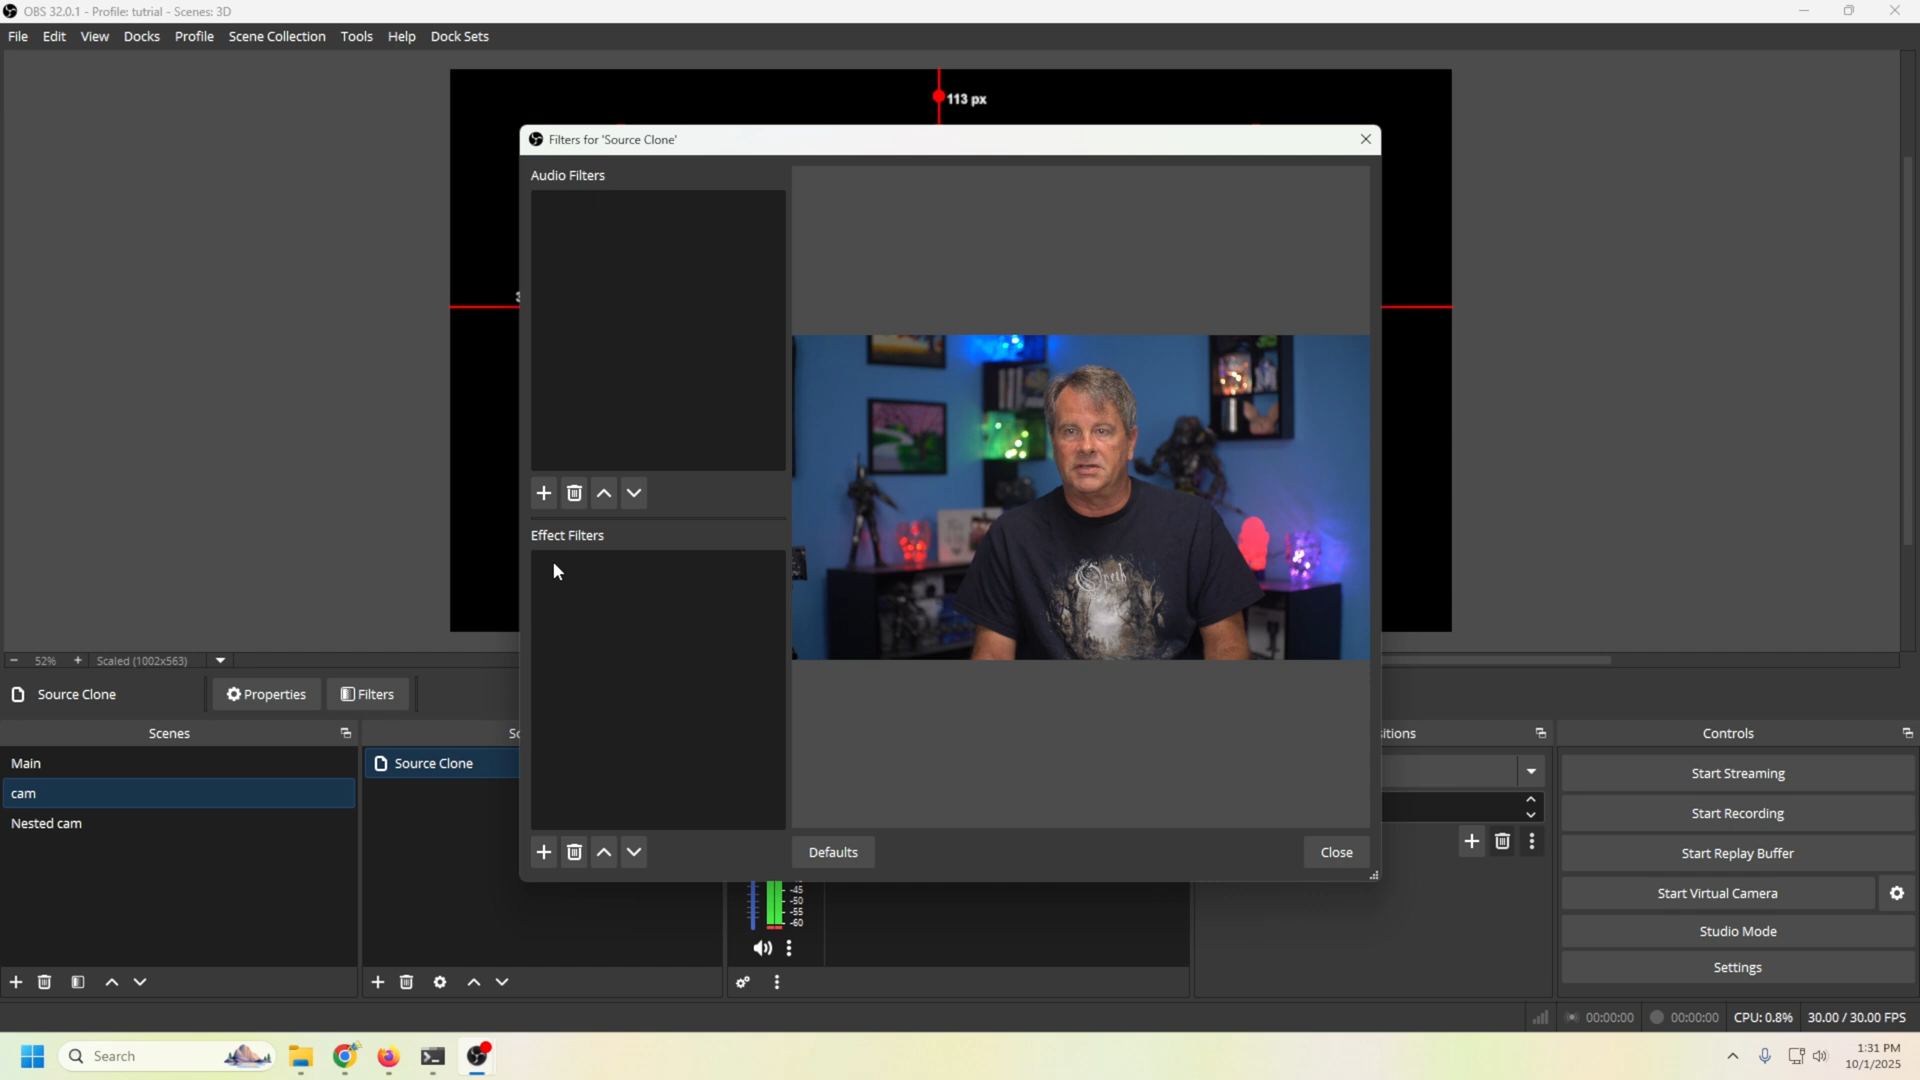 OBS 32.0.1 - Profile: tutrial - Scenes: 3D
File Edit View Docks Profile Scene Collection Tools Help Dock Sets
113 px
Filters for 'Source Clone'
Audio Filters
Effect Filters
Opeth
Defaults
Close
52%
Scaled (1002x563)
Source Clone
Properties
Filters
Scenes
Main
cam
Nested cam
Source Clone
-45
-50
-55
-60
Controls
Start Streaming
Start Recording
Start Replay Buffer
Start Virtual Camera
Studio Mode
Settings
00:00:00
00:00:00
CPU: 0.8%
30.00 / 30.00 FPS
Search
1:31 PM
10/1/2025